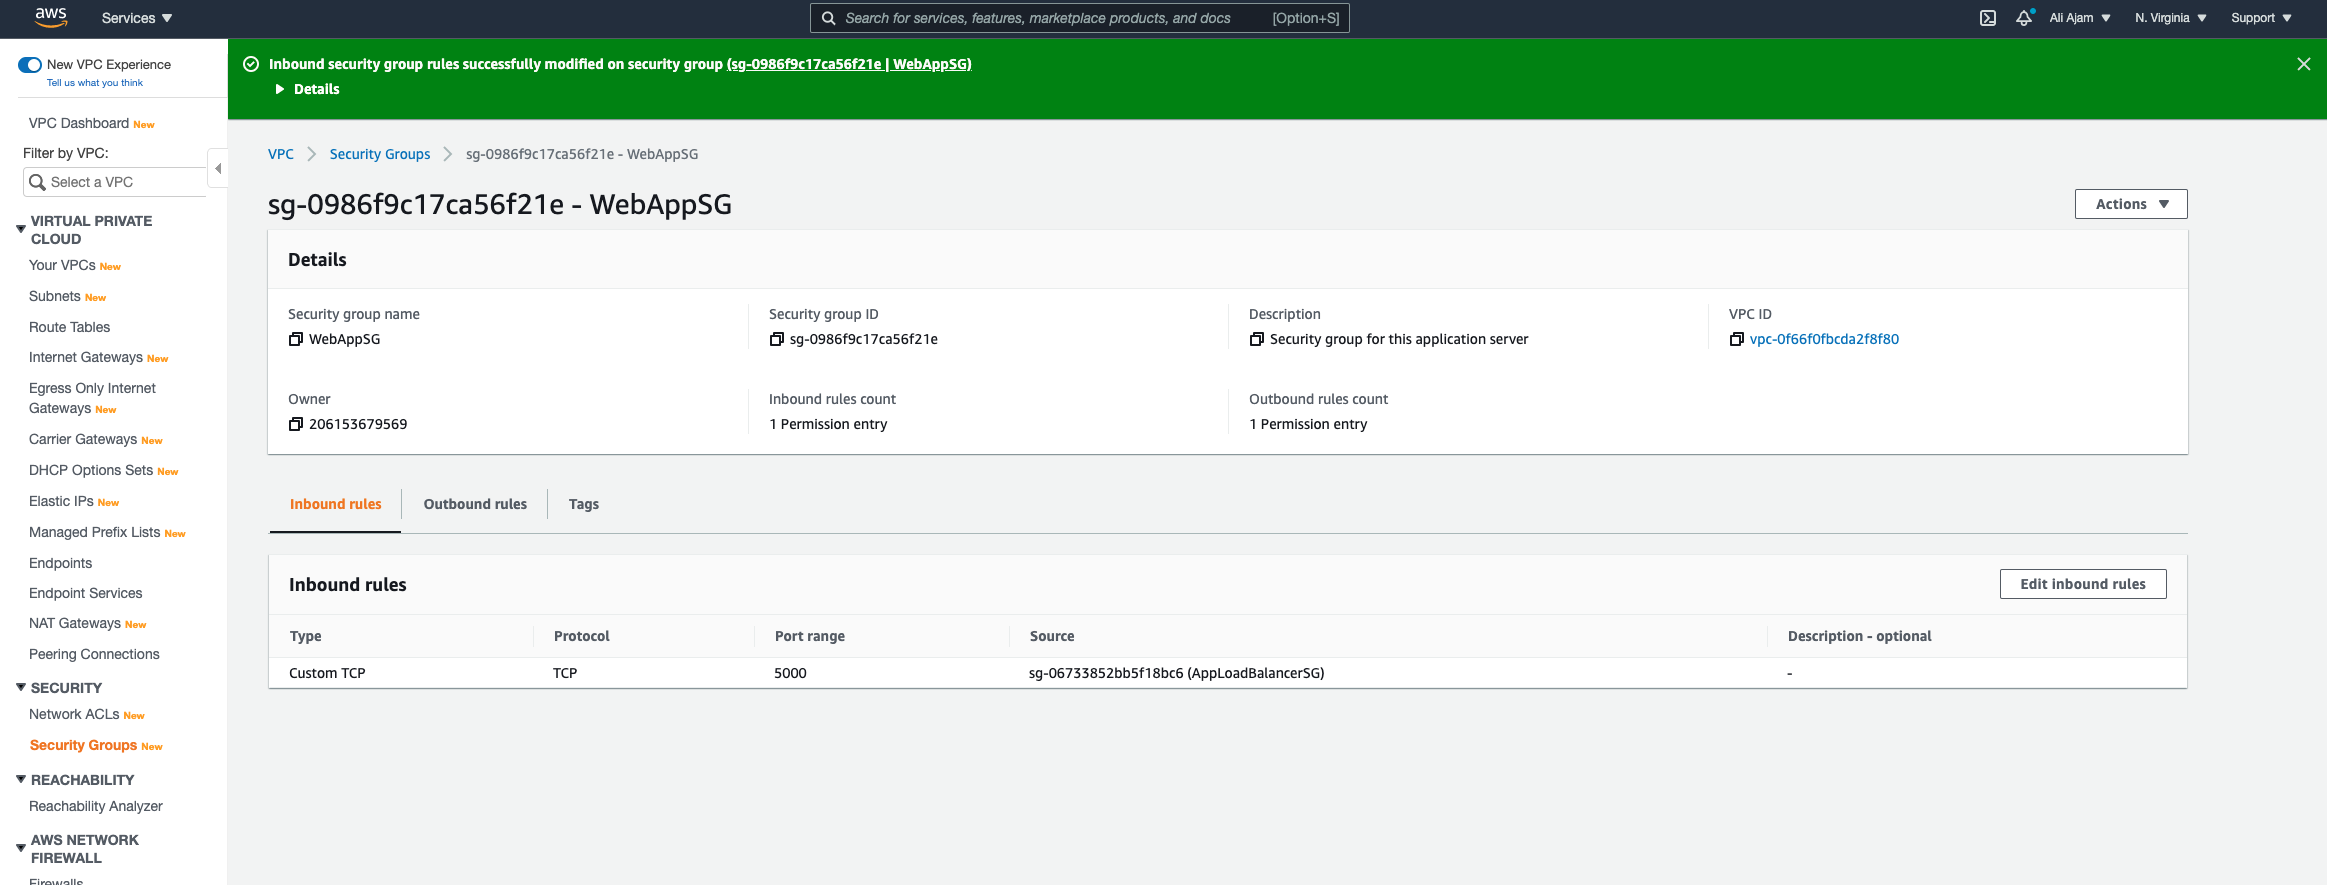 aws
Services
Search for services, features, marketplace products, and docs [Option+S]
Ali Ajam
N. Virginia
Support
New VPC Experience
Tell us what you think
VPC Dashboard New
Filter by VPC:
Select a VPC
VIRTUAL PRIVATE
CLOUD
Your VPCs New
Subnets New
Route Tables
Internet Gateways New
Egress Only Internet
Gateways New
Carrier Gateways New
DHCP Options Sets New
Elastic IPs New
Managed Prefix Lists New
Endpoints
Endpoint Services
NAT Gateways New
Peering Connections
SECURITY
Network ACLs New
Security Groups New
REACHABILITY
Reachability Analyzer
AWS NETWORK
FIREWALL
Firewalls
Inbound security group rules successfully modified on security group (sg-0986f9c17ca56f21e | WebAppSG)
Details
VPC
Security Groups
sg-0986f9c17ca56f21e - WebAppSG
sg-0986f9c17ca56f21e - WebAppSG
Actions
Details
Security group name
WebAppSG
Security group ID
sg-0986f9c17ca56f21e
Description
Security group for this application server
VPC ID
vpc-0f66f0fbcda2f8f80
Owner
206153679569
Inbound rules count
1 Permission entry
Outbound rules count
1 Permission entry
Inbound rules
Outbound rules
Tags
Inbound rules
Edit inbound rules
Type Protocol Port range Source Description - optional
Custom TCP TCP 5000 sg-06733852bb5f18bc6 (AppLoadBalancerSG) -